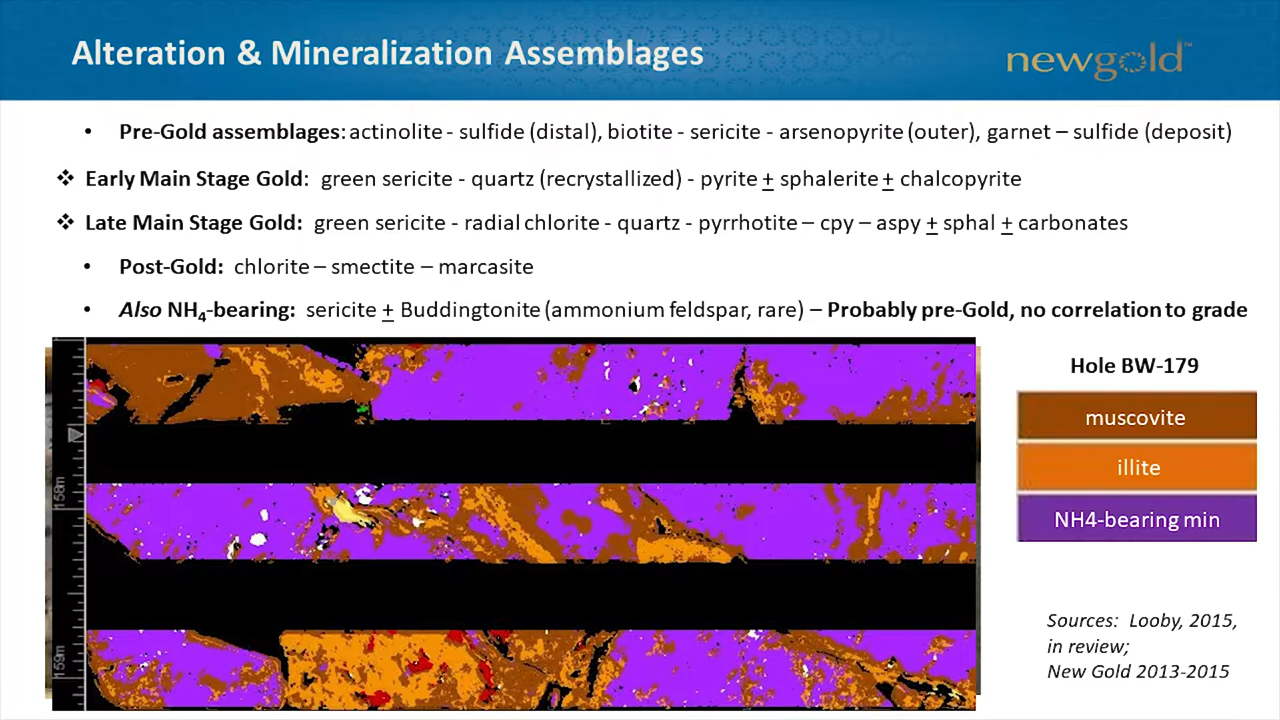 Alteration & Mineralization Assemblages
newgold™
• Pre-Gold assemblages: actinolite - sulfide (distal), biotite - sericite - arsenopyrite (outer), garnet – sulfide (deposit)
❖ Early Main Stage Gold: green sericite - quartz (recrystallized) - pyrite ± sphalerite ± chalcopyrite
❖ Late Main Stage Gold: green sericite - radial chlorite - quartz - pyrrhotite – cpy – aspy ± sphal ± carbonates
• Post-Gold: chlorite – smectite – marcasite
• Also NH₄-bearing: sericite ± Buddingtonite (ammonium feldspar, rare) – Probably pre-Gold, no correlation to grade
158m
159m
Hole BW-179
muscovite
illite
NH4-bearing min
Sources: Looby, 2015,
in review;
New Gold 2013-2015